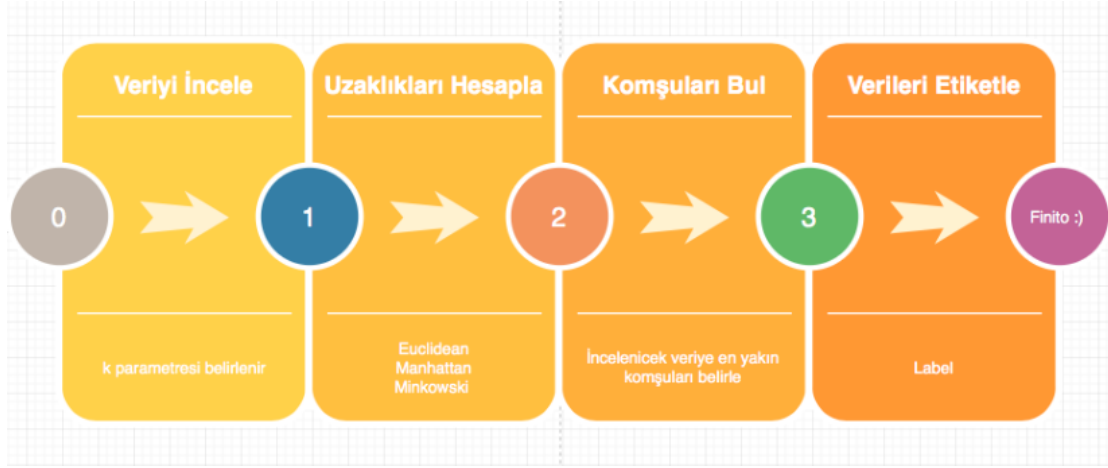 Veriyi İncele
Uzaklıkları Hesapla
Komşuları Bul
Verileri Etiketle
0
1
2
3
Finito :)
k parametresi belirlenir
Euclidean
Manhattan
Minkowski
İncelenicek veriye en yakın
komşuları belirle
Label